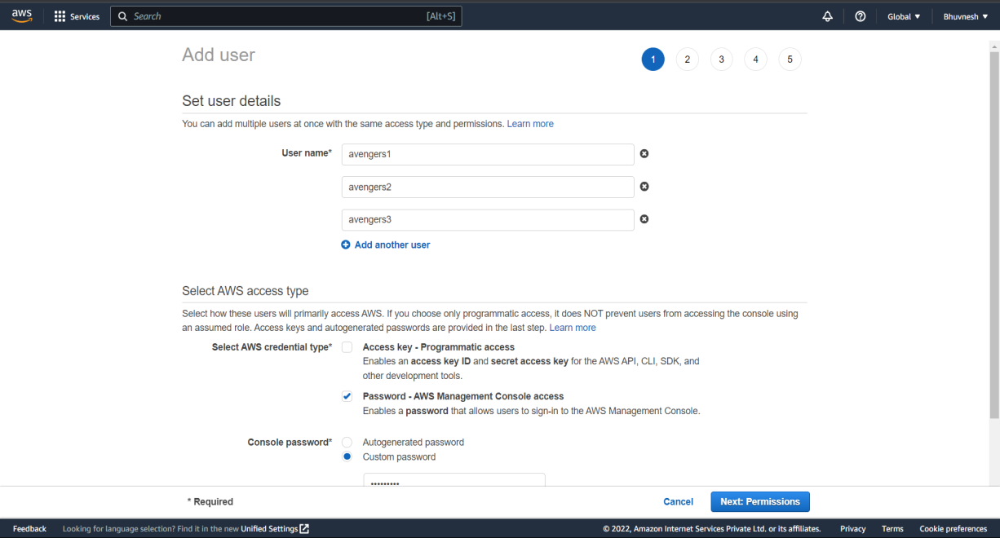 aws Services Search [Alt+S] Global Bhuvnesh
Add user
1 2 3 4 5
Set user details
You can add multiple users at once with the same access type and permissions. Learn more
User name* avengers1
avengers2
avengers3
Add another user
Select AWS access type
Select how these users will primarily access AWS. If you choose only programmatic access, it does NOT prevent users from accessing the console using
an assumed role. Access keys and autogenerated passwords are provided in the last step. Learn more
Select AWS credential type* Access key - Programmatic access
Enables an access key ID and secret access key for the AWS API, CLI, SDK, and
other development tools.
Password - AWS Management Console access
Enables a password that allows users to sign-in to the AWS Management Console.
Console password* Autogenerated password
Custom password
•••••••••
* Required Cancel Next: Permissions
Feedback Looking for language selection? Find it in the new Unified Settings © 2022, Amazon Internet Services Private Ltd. or its affiliates. Privacy Terms Cookie preferences